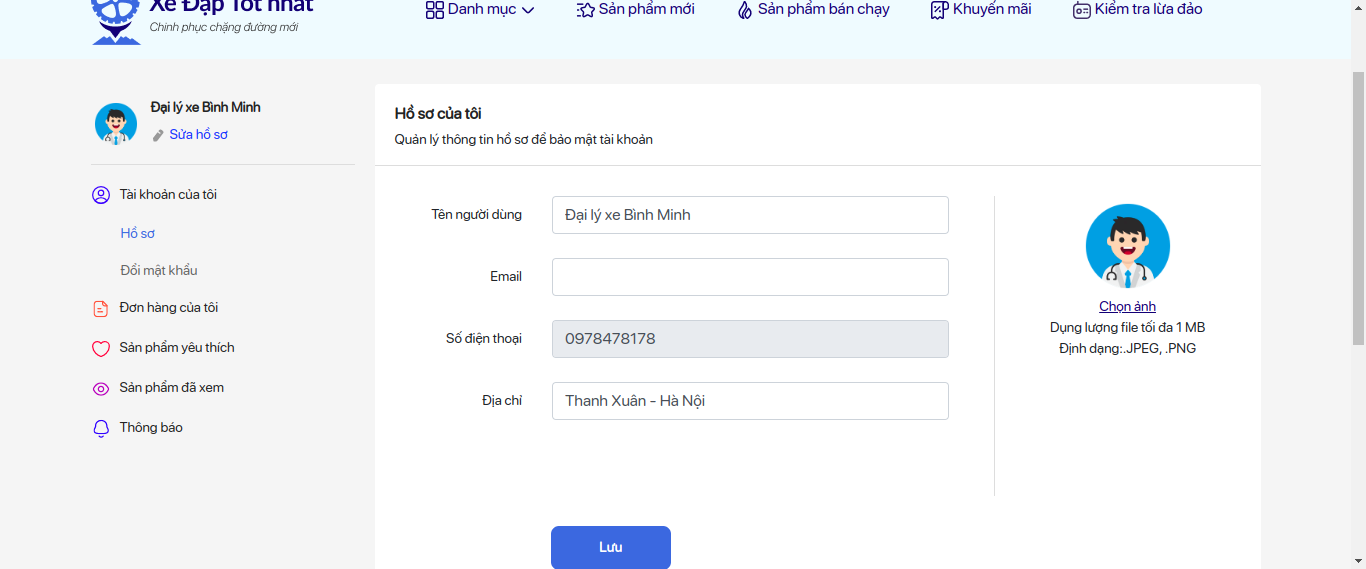 Xe Đạp Tốt nhất
Chinh phục chặng đường mới
Danh mục
Sản phẩm mới
Sản phẩm bán chạy
Khuyến mãi
Kiểm tra lừa đảo
Đại lý xe Bình Minh
Sửa hồ sơ
Tài khoản của tôi
Hồ sơ
Đổi mật khẩu
Đơn hàng của tôi
Sản phẩm yêu thích
Sản phẩm đã xem
Thông báo
Hồ sơ của tôi
Quản lý thông tin hồ sơ để bảo mật tài khoản
Tên người dùng
Đại lý xe Bình Minh
Email
Số điện thoại
0978478178
Địa chỉ
Thanh Xuân - Hà Nội
Lưu
Chọn ảnh
Dụng lượng file tối đa 1 MB
Định dạng:.JPEG, .PNG